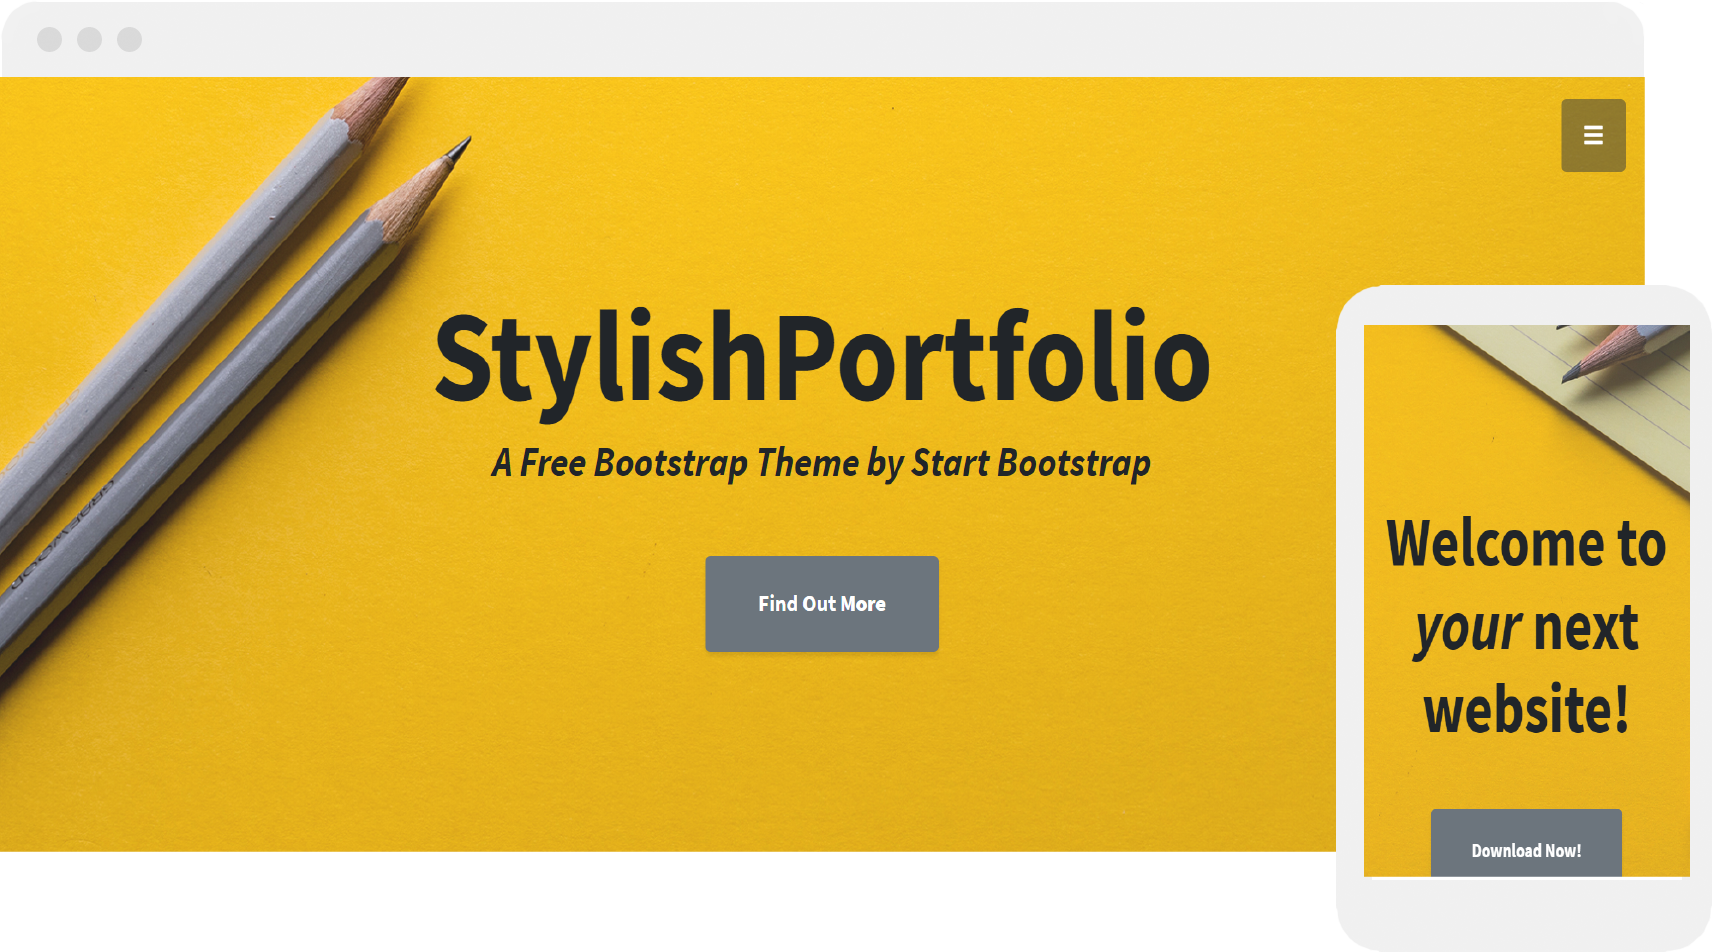 StylishPortfolio
A Free Bootstrap Theme by Start Bootstrap
Find Out More
Welcome to
your next
website!
Download Now!